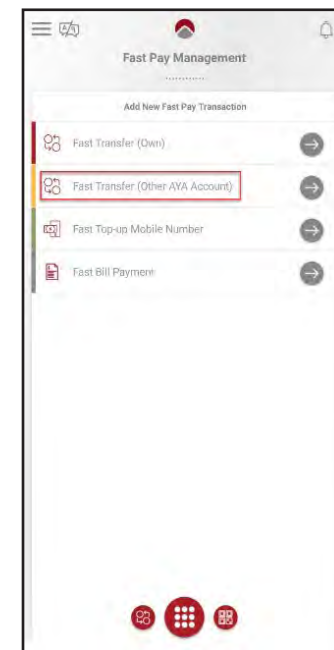 Fast Pay Management
Add New Fast Pay Transaction
Fast Transfer (Own)
Fast Transfer (Other AYA Account)
Fast Top-up Mobile Number
Fast Bill Payment